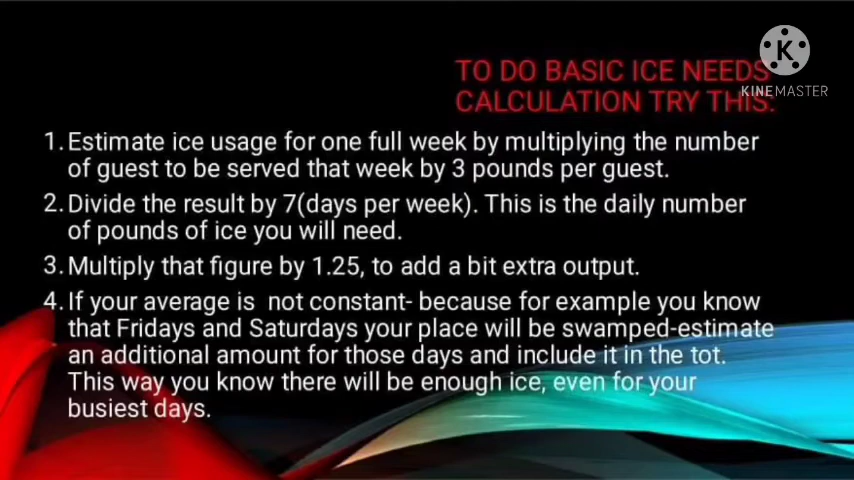 K
KINEMASTER
TO DO BASIC ICE NEEDS
CALCULATION TRY THIS:
1. Estimate ice usage for one full week by multiplying the number
of guest to be served that week by 3 pounds per guest.
2. Divide the result by 7(days per week). This is the daily number
of pounds of ice you will need.
3. Multiply that figure by 1.25, to add a bit extra output.
4. If your average is  not constant- because for example you know
that Fridays and Saturdays your place will be swamped-estimate
an additional amount for those days and include it in the tot.
This way you know there will be enough ice, even for your
busiest days.